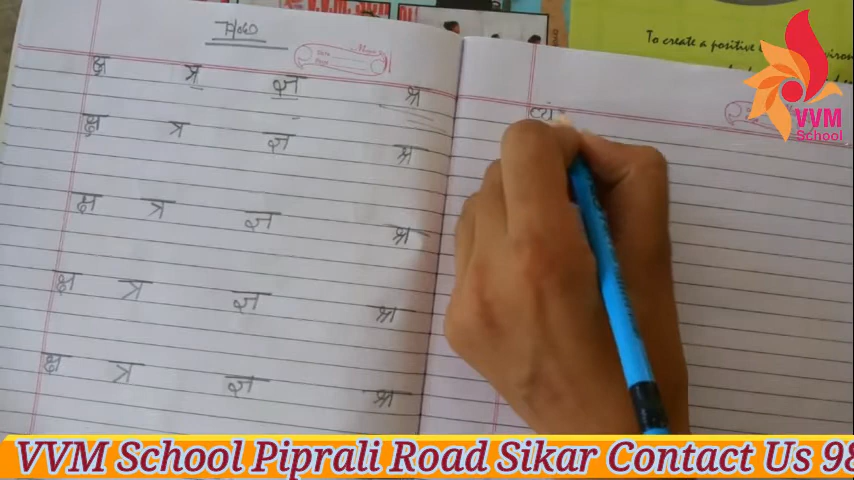 To create a positive
VVM
School
H.W
क्ष त्र ज्ञ श्र
क्ष त्र ज्ञ श्र
क्ष त्र ज्ञ श्र
क्ष त्र ज्ञ श्र
क्ष त्र ज्ञ श्र
व्यं
VVM School Piprali Road Sikar Contact Us 98